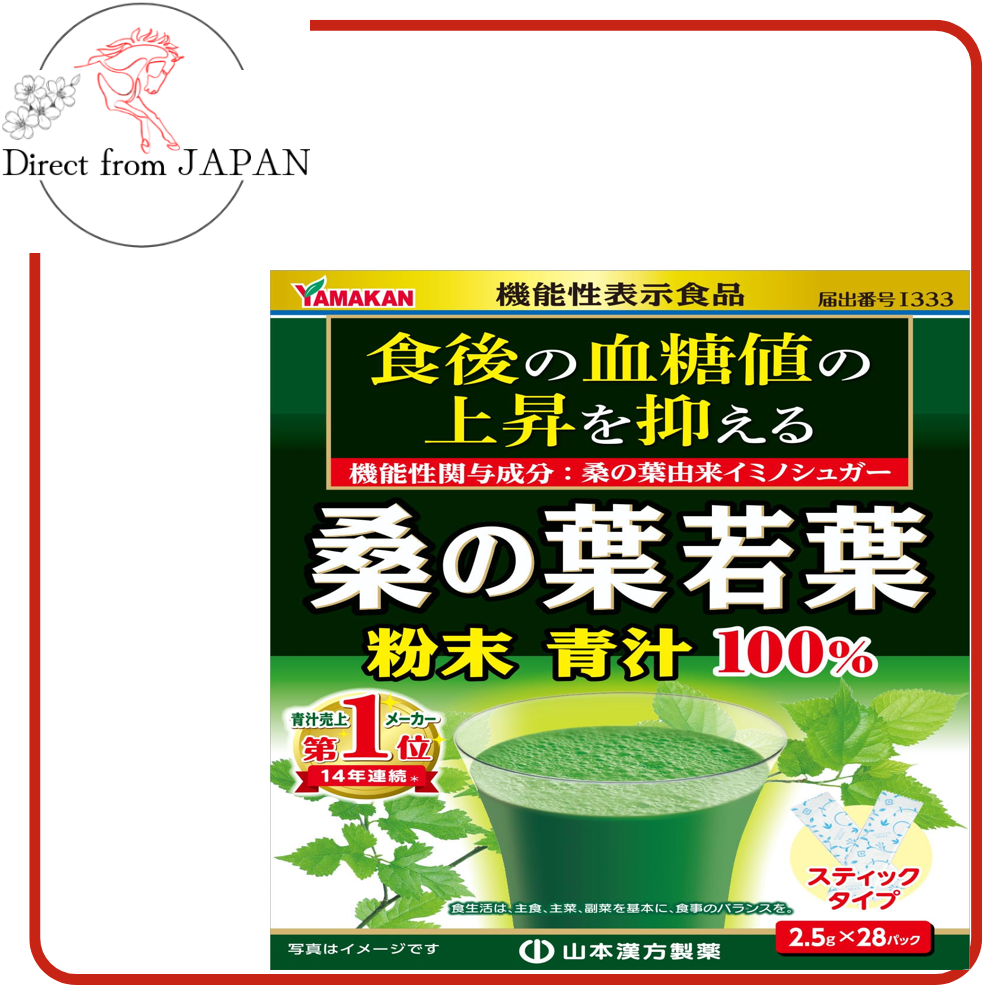 Direct from JAPAN
YAMAKAN
機能性表示食品
届出番号I333
食後の血糖値の
上昇を抑える
機能性関与成分：桑の葉由来イミノシュガー
桑の葉若葉
粉末 青汁 100%
青汁売上 メーカー
第1位
14年連続*
スティック
タイプ
食生活は、主食、主菜、副菜を基本に、食事のバランスを。
2.5g×28パック
写真はイメージです
山本漢方製薬